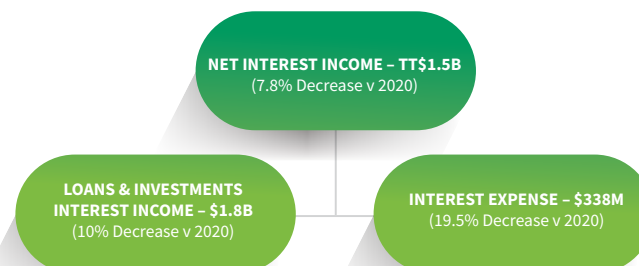 NET INTEREST INCOME – TT$1.5B
(7.8% Decrease v 2020)
LOANS & INVESTMENTS
INTEREST INCOME – $1.8B
(10% Decrease v 2020)
INTEREST EXPENSE – $338M
(19.5% Decrease v 2020)